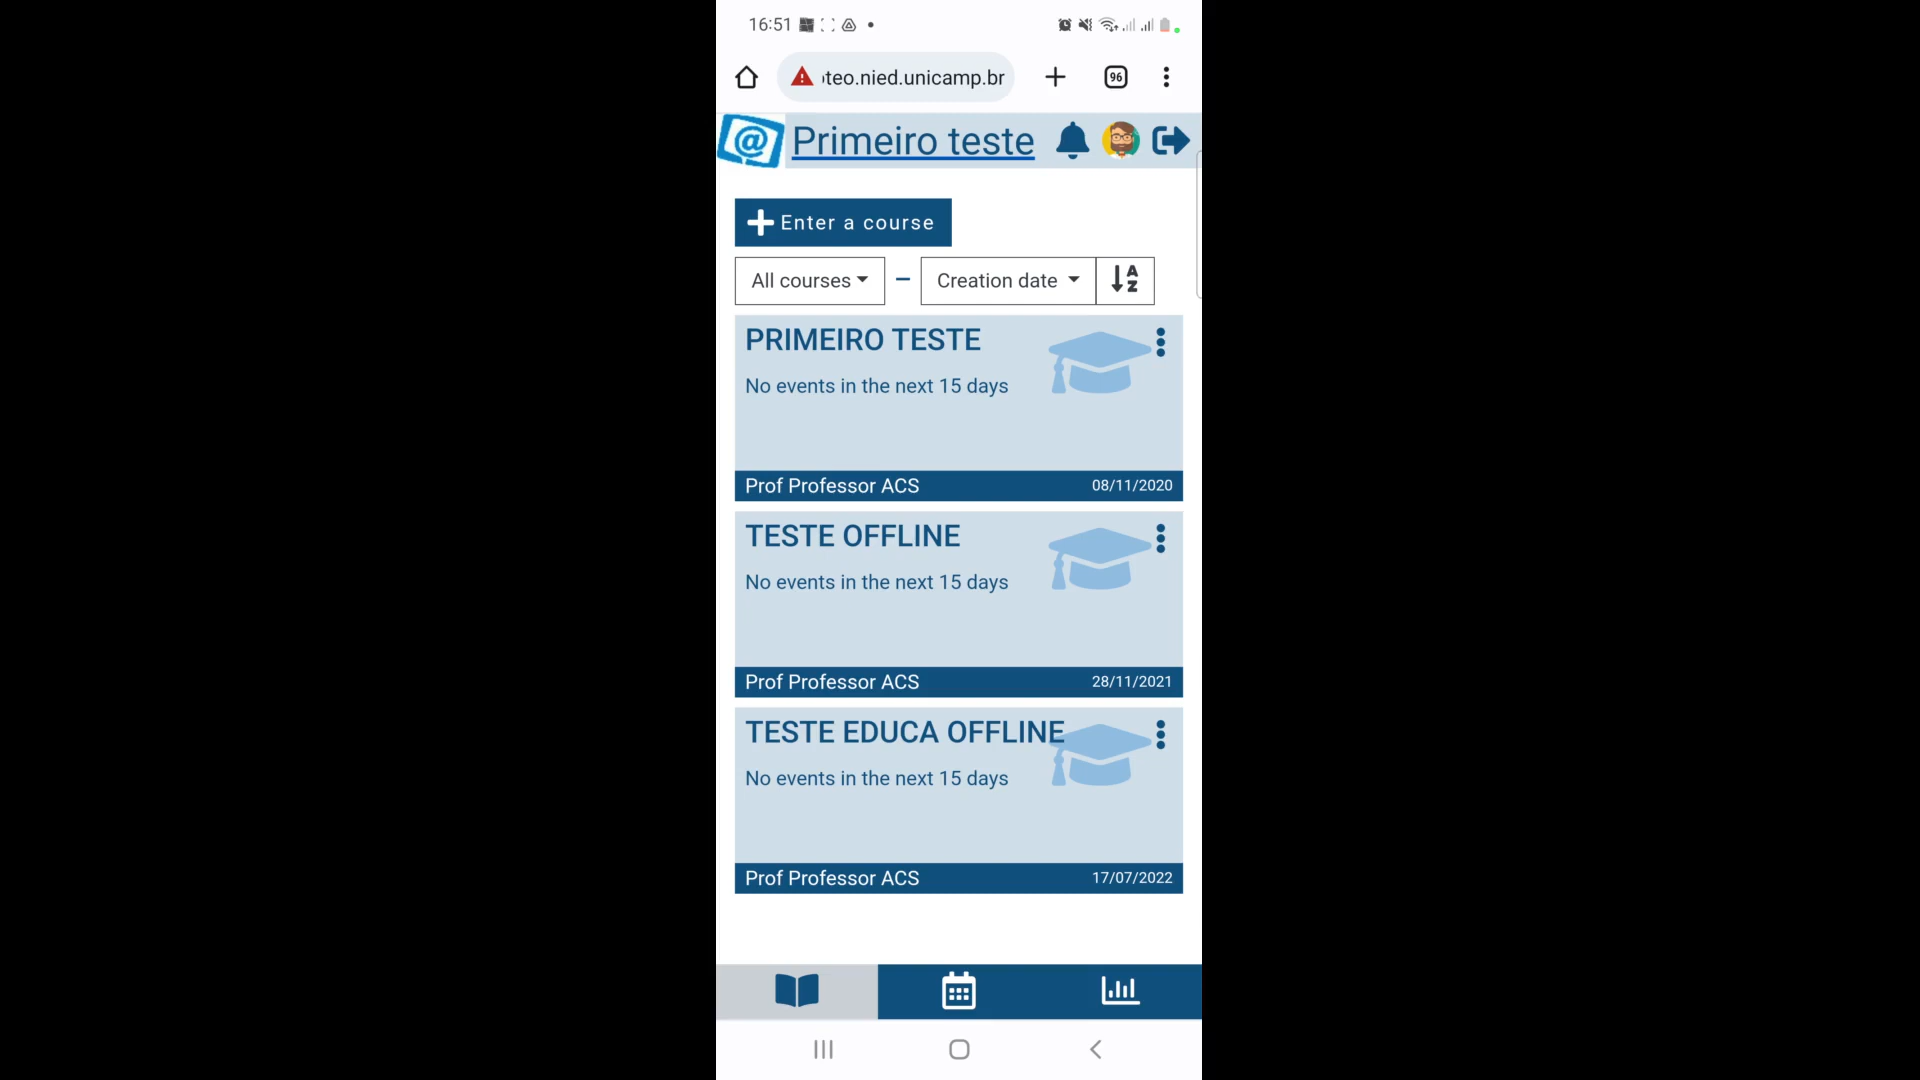 16:51
teo.nied.unicamp.br
96
@
Primeiro teste
Enter a course
All courses
Creation date
A
Z
PRIMEIRO TESTE
No events in the next 15 days
Prof Professor ACS
08/11/2020
TESTE OFFLINE
No events in the next 15 days
Prof Professor ACS
28/11/2021
TESTE EDUCA OFFLINE
No events in the next 15 days
Prof Professor ACS
17/07/2022